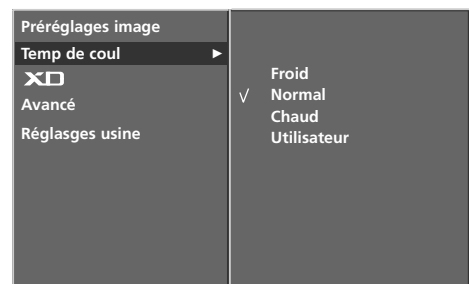 Préréglages image
Temp de coul ►
XD
Avancé
Réglasges usine
Froid
√ Normal
Chaud
Utilisateur